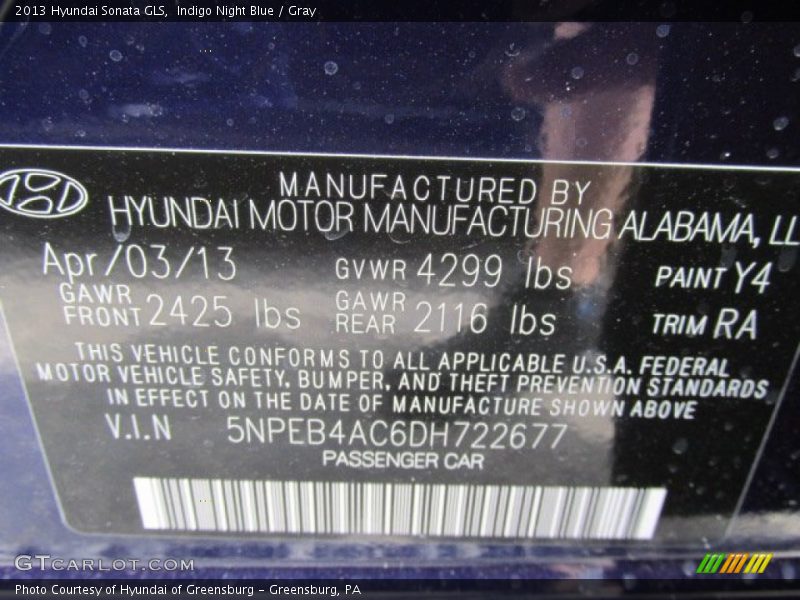 2013 Hyundai Sonata GLS, Indigo Night Blue / Gray
MANUFACTURED BY
HYUNDAI MOTOR MANUFACTURING ALABAMA, LL
Apr/03/13 GVWR 4299 lbs PAINT Y4
GAWR FRONT 2425 lbs GAWR REAR 2116 lbs TRIM RA
THIS VEHICLE CONFORMS TO ALL APPLICABLE U.S.A. FEDERAL
MOTOR VEHICLE SAFETY, BUMPER, AND THEFT PREVENTION STANDARDS
IN EFFECT ON THE DATE OF MANUFACTURE SHOWN ABOVE
V.I.N 5NPEB4AC6DH722677
PASSENGER CAR
GTCARLOT.COM
Photo Courtesy of Hyundai of Greensburg - Greensburg, PA